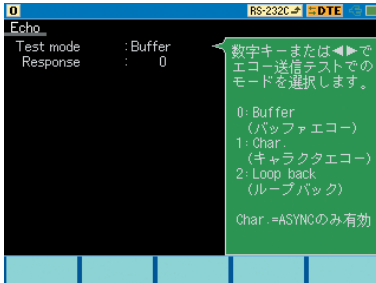 0 RS-232C DTE
Echo
Test mode :Buffer
Response : 0
数字キーまたは◀▶で
エコー送信テストでの
モードを選択します。
0:Buffer
(バッファエコー)
1:Char.
(キャラクタエコー)
2:Loop back
(ループバック)
Char.=ASYNCのみ有効